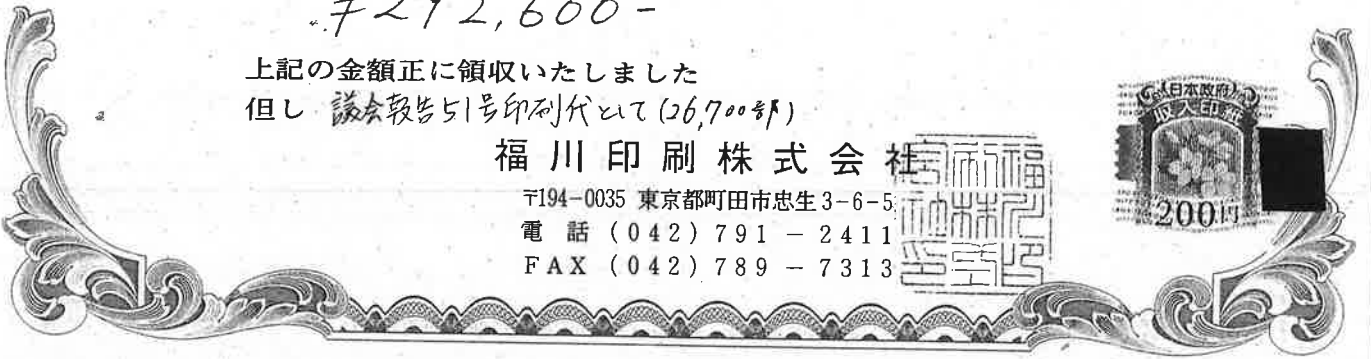 ¥292,600-
上記の金額正に領収いたしました
但し 議会報告51号印刷代として(26,700部)
福川印刷株式会社
〒194-0035 東京都町田市忠生3-6-5
電話(042)791-2411
FAX(042)789-7313
日本政府
収入印紙
200円